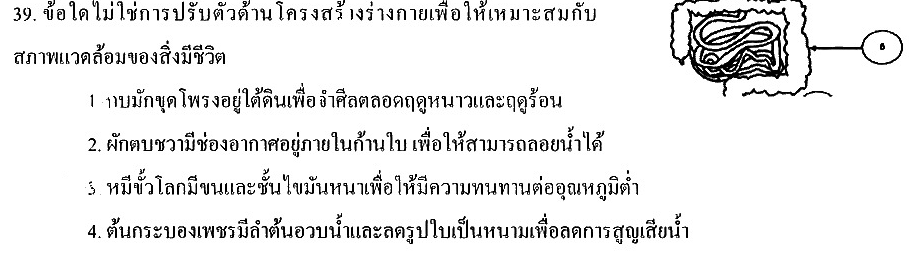 39. ข้อใดไม่ใช่การปรับตัวด้านโครงสร้างร่างกายเพื่อให้เหมาะสมกับ
สภาพแวดล้อมของสิ่งมีชีวิต
1 กบมักขุดโพรงอยู่ใต้ดินเพื่อจำศีลตลอดฤดูหนาวและฤดูร้อน
2. ผักตบชวามีช่องอากาศอยู่ภายในก้านใบ เพื่อให้สามารถลอยน้ำได้
3. หมีขั้วโลกมีขนและชั้นไขมันหนาเพื่อให้มีความทนทานต่ออุณหภูมิต่ำ
4. ต้นกระบองเพชรมีลำต้นอวบน้ำและลดรูปใบเป็นหนามเพื่อลดการสูญเสียน้ำ